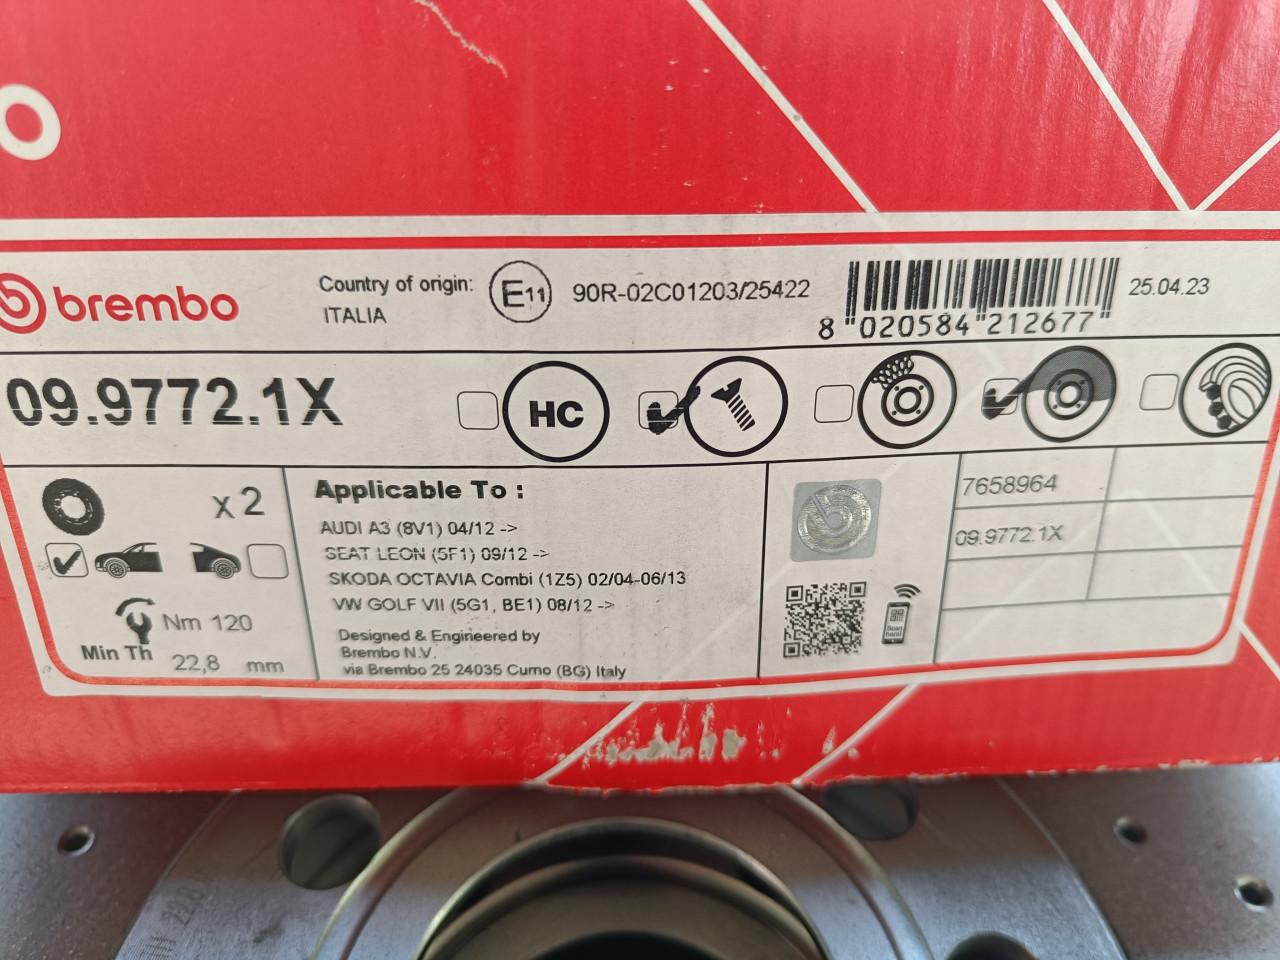 brembo
Country of origin:
ITALIA
E11
90R-02C01203/25422
8 020584 212677
25.04.23
09.9772.1X
HC
x 2
Nm 120
Min Th 22,8 mm
Applicable To :
AUDI A3 (8V1) 04/12 ->
SEAT LEON (5F1) 09/12 ->
SKODA OCTAVIA Combi (1Z5) 02/04-06/13
VW GOLF VII (5G1, BE1) 08/12 ->
Designed & Engineered by
Brembo N.V.
via Brembo 25 24035 Curno (BG) Italy
Scan
here!
7658964
09.9772.1X